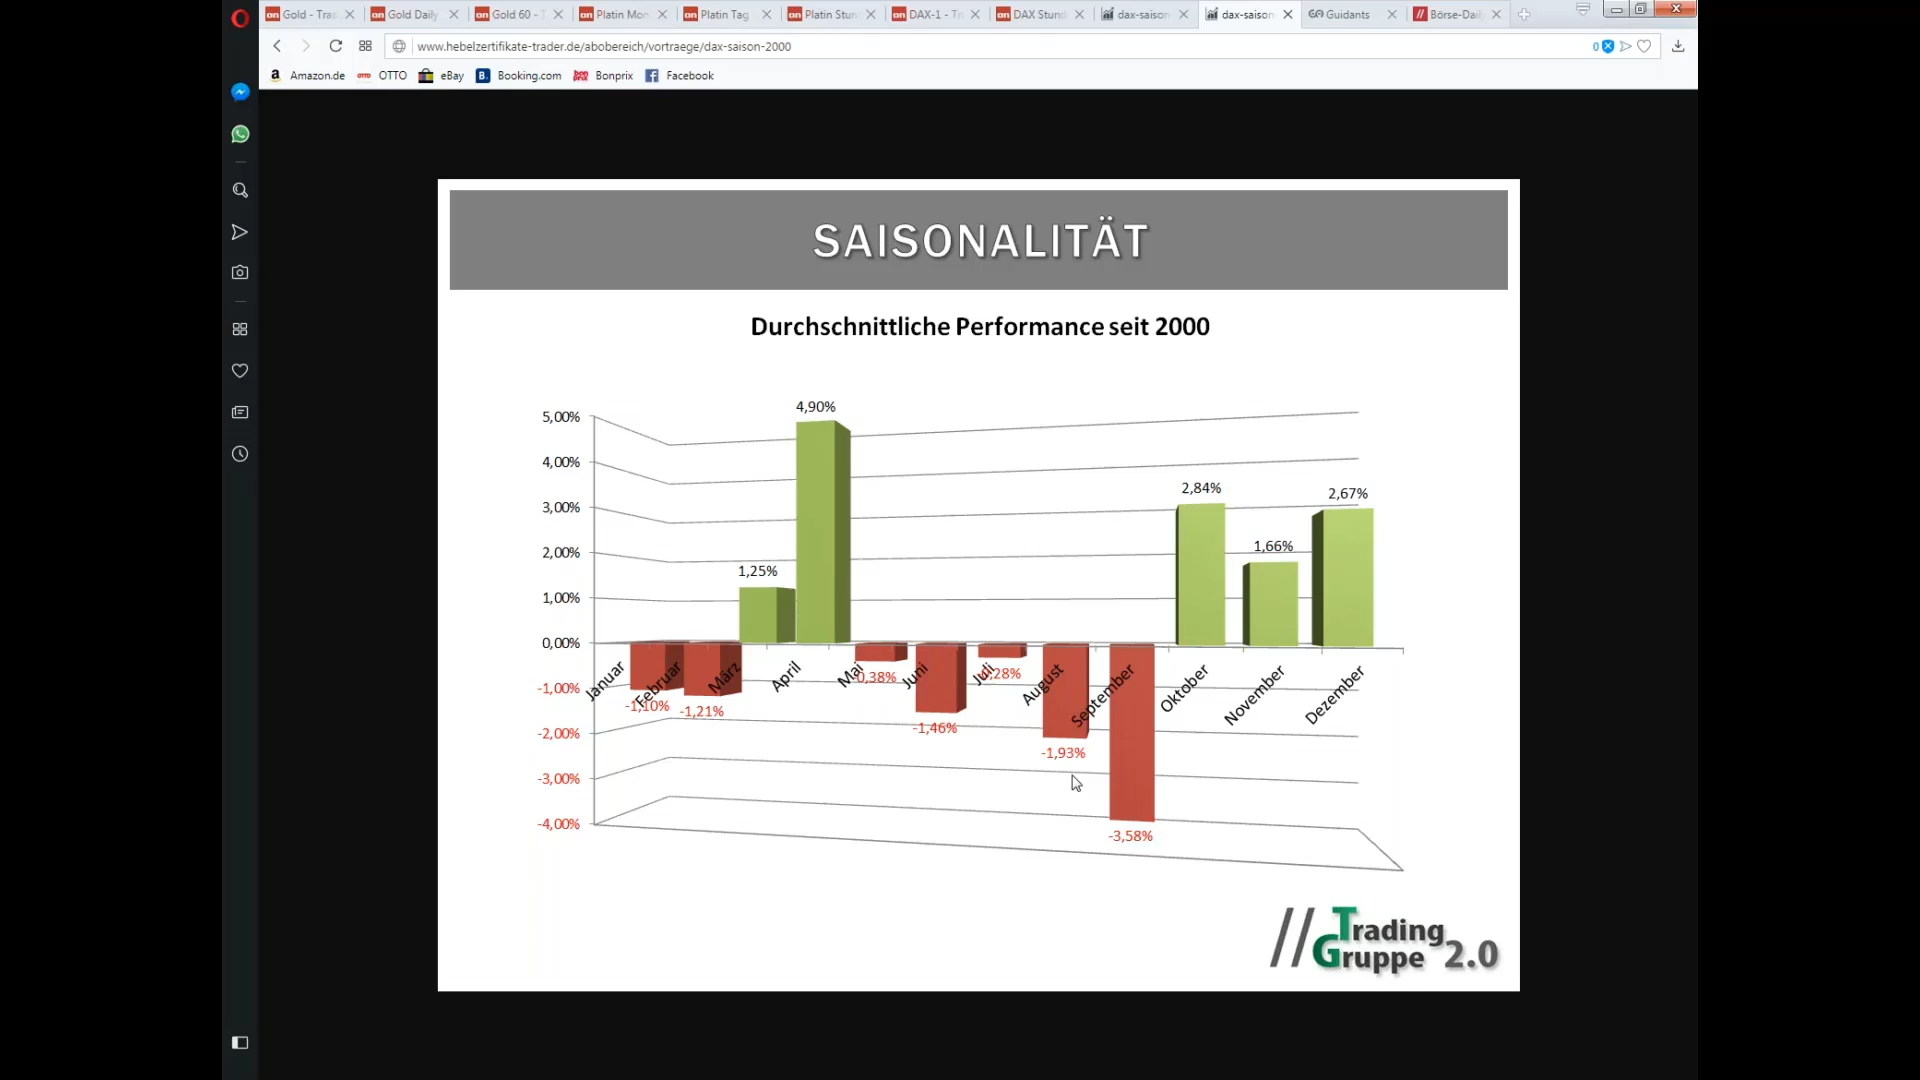 Gold - Trad
Gold Daily
Gold 60 - T
Platin Mon
Platin Tag
Platin Stun
DAX-1 - T
DAX Stund
dax-saison
dax-saison
Guidants
Börse-Daily
www.hebelzertifikate-trader.de/abobereich/vortraege/dax-saison-2000
0
Amazon.de
OTTO
eBay
Booking.com
bon prix
Bonprix
Facebook
SAISONALITÄT
Durchschnittliche Performance seit 2000
5,00%
4,00%
3,00%
2,00%
1,00%
0,00%
-1,00%
-2,00%
-3,00%
-4,00%
-1,10%
-1,21%
1,25%
4,90%
-0,38%
-1,46%
-0,28%
-1,93%
-3,58%
2,84%
1,66%
2,67%
Januar
Februar
März
April
Mai
Juni
Juli
August
September
Oktober
November
Dezember
// Trading
Gruppe 2.0